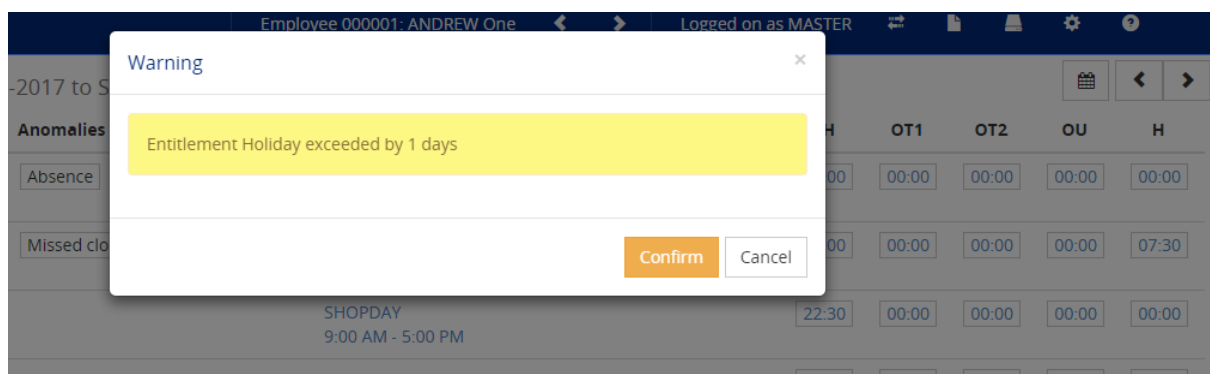 Employee 000001: ANDREW One Logged on as MASTER
Warning ×
-2017 to S
Anomalies H OT1 OT2 OU H
Entitlement Holiday exceeded by 1 days
Absence 00 00:00 00:00 00:00 00:00
Missed clo 00 00:00 00:00 00:00 07:30
Confirm Cancel
SHOPDAY 22:30 00:00 00:00 00:00 00:00
9:00 AM - 5:00 PM